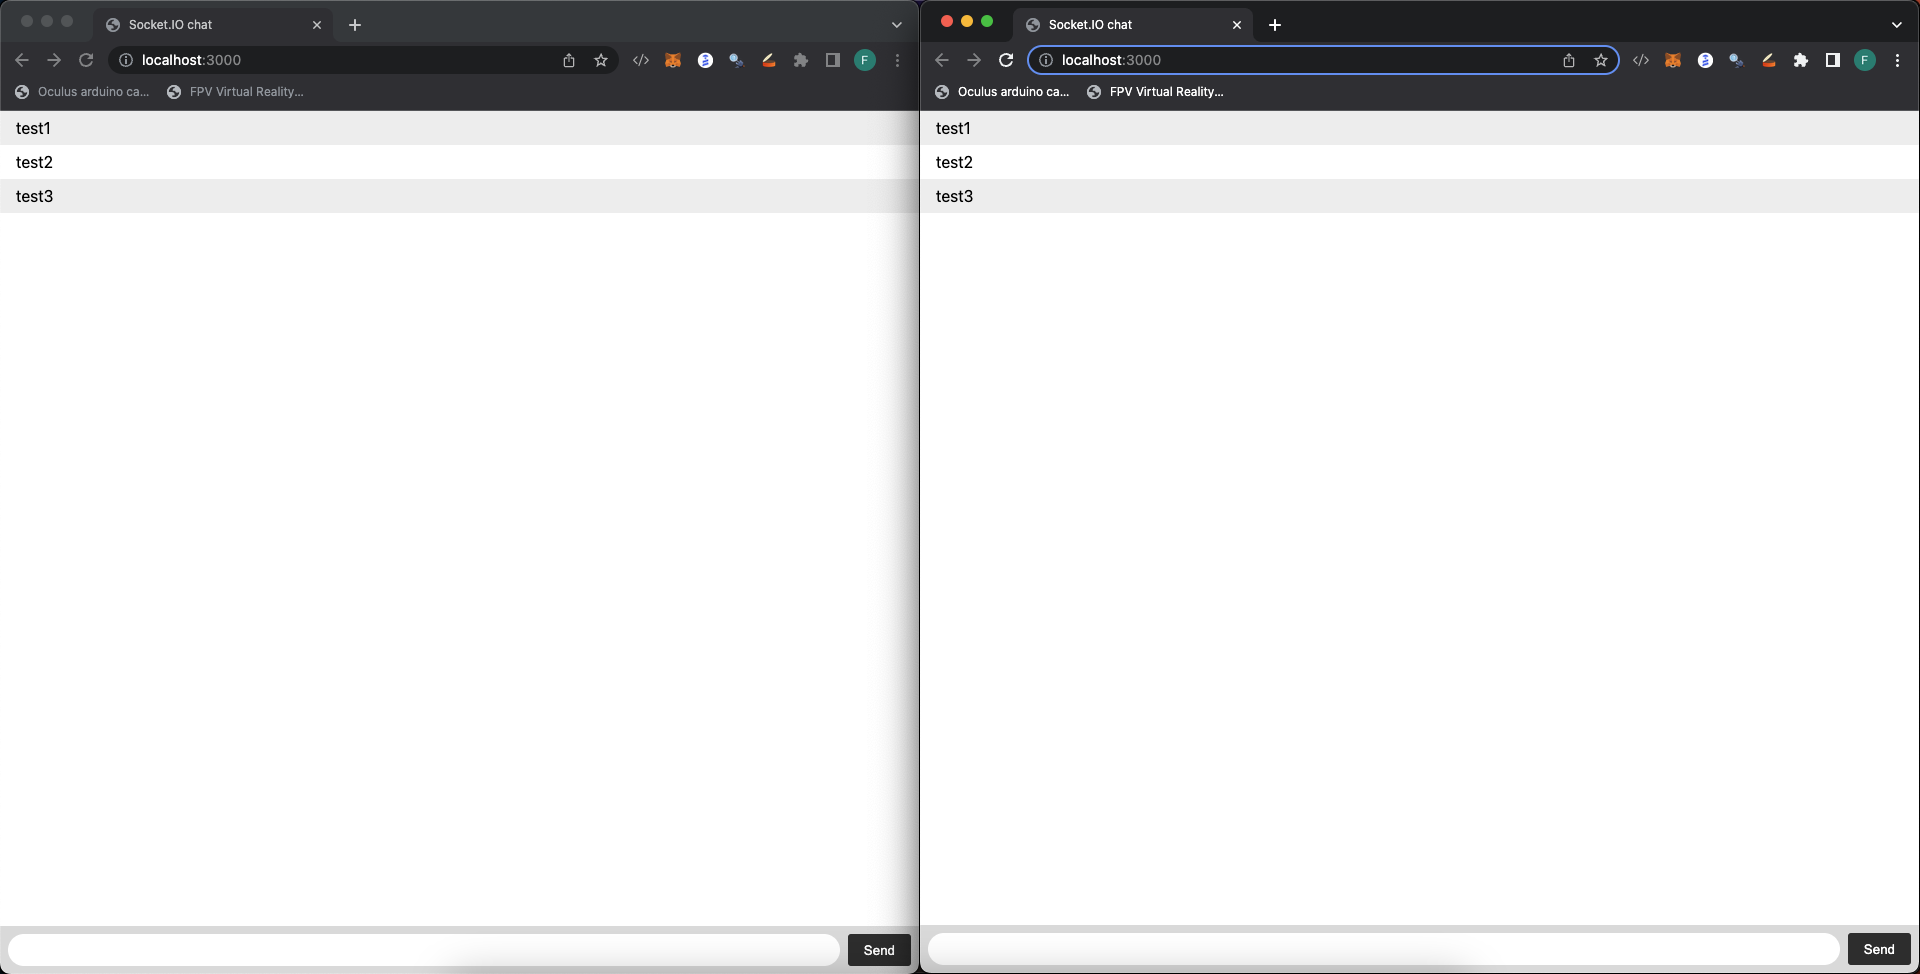 Socket.IO chat
localhost:3000
F
Oculus arduino ca...
FPV Virtual Reality...
test1
test2
test3
Send
Socket.IO chat
localhost:3000
F
Oculus arduino ca...
FPV Virtual Reality...
test1
test2
test3
Send